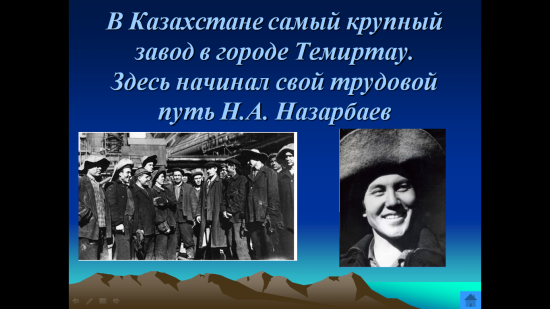 В Казахстане самый крупный
завод в городе Темиртау.
Здесь начинал свой трудовой
путь Н.А. Назарбаев